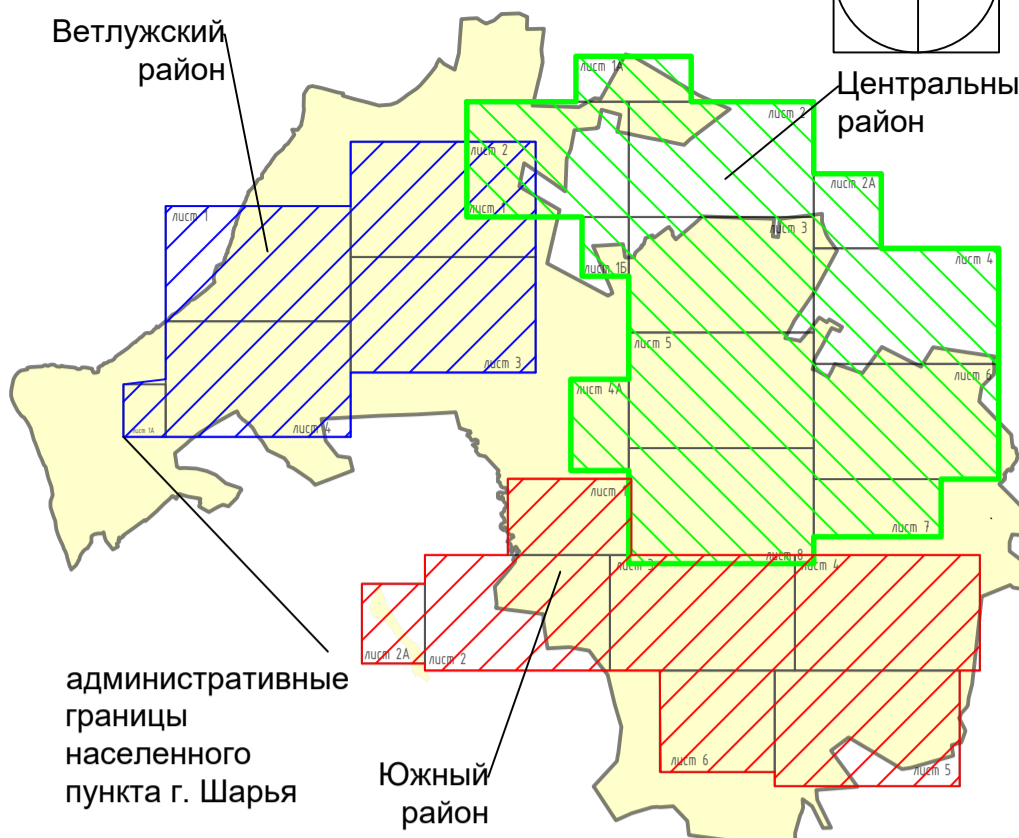 Ветлужский
район
Центральны
район
лист 1А
лист 2
лист 2
лист 1
лист 1
лист 2А
лист 3
лист 4
лист 1Б
лист 5
лист 3
лист 6
лист 4А
лист 1А
лист 4
лист
лист 7
лист 8
лист 3
лист 4
лист 2А
лист 2
лист 6
лист 5
административные
границы
населенного
пункта г. Шарья
Южный
район